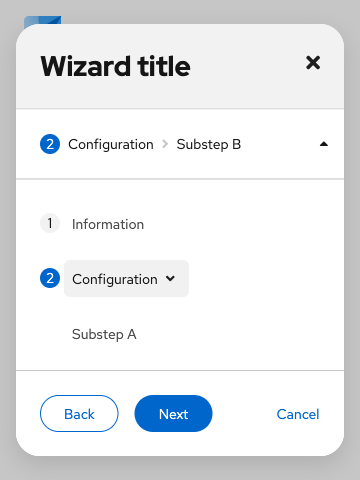 Wizard title
2 Configuration Substep B
1 Information
2 Configuration
Substep A
Back Next Cancel